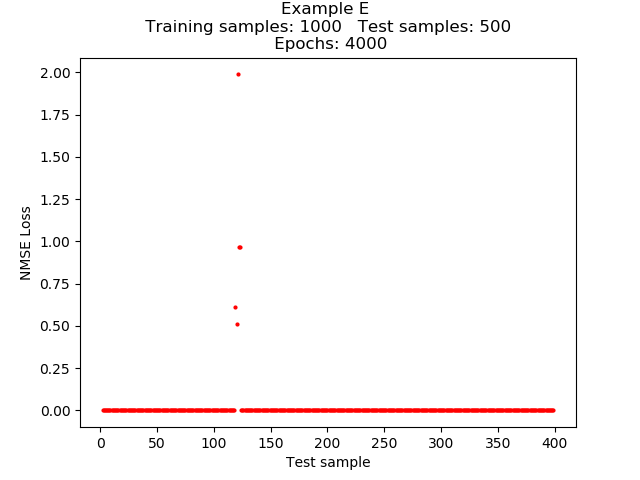 Example E
Training samples: 1000   Test samples: 500
Epochs: 4000
2.00
1.75
1.50
1.25
1.00
0.75
0.50
0.25
0.00
NMSE Loss
0 50 100 150 200 250 300 350 400
Test sample